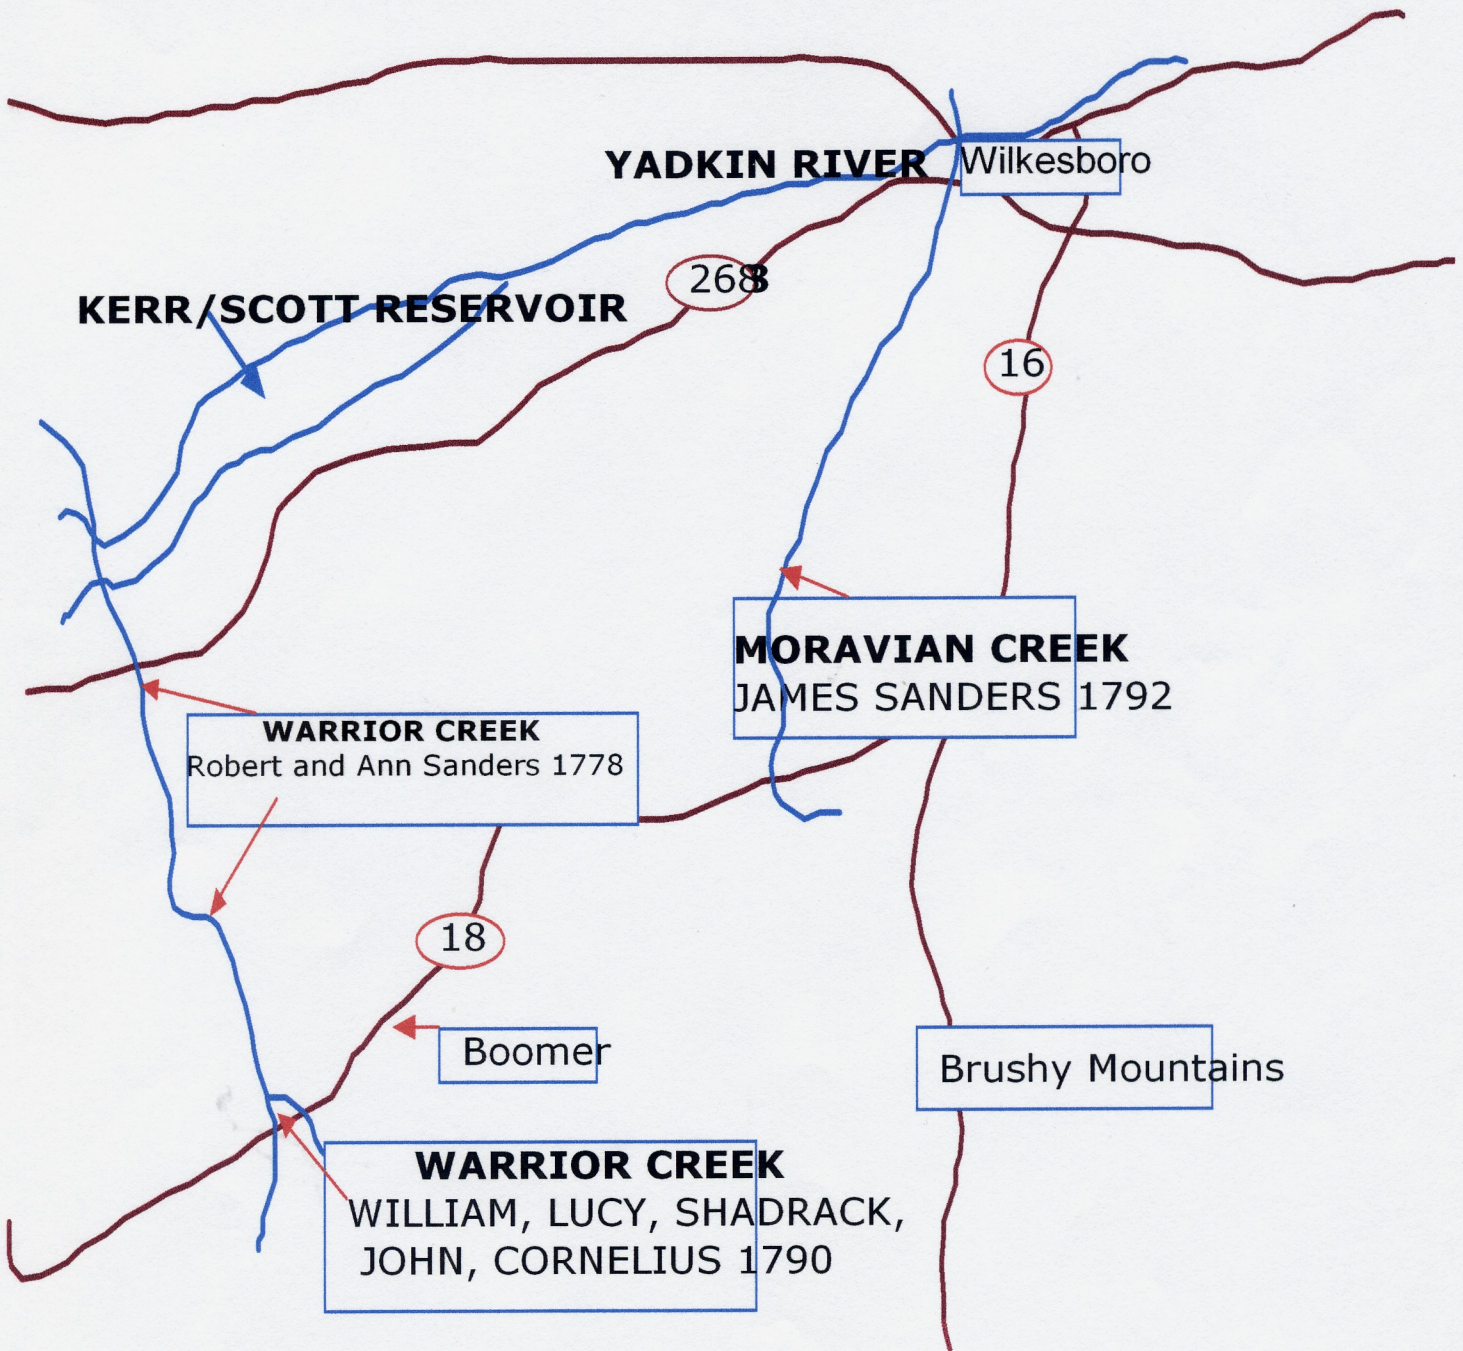 YADKIN RIVER
Wilkesboro
268
KERR/SCOTT RESERVOIR
16
MORAVIAN CREEK
JAMES SANDERS 1792
WARRIOR CREEK
Robert and Ann Sanders 1778
18
Boomer
Brushy Mountains
WARRIOR CREEK
WILLIAM, LUCY, SHADRACK,
JOHN, CORNELIUS 1790